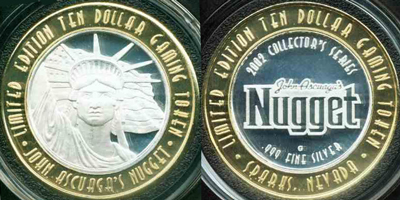 LIMITED EDITION TEN DOLLAR GAMING TOKEN
• JOHN ASCUAGA'S NUGGET •
LIMITED EDITION TEN DOLLAR GAMING TOKEN
2002 COLLECTOR'S SERIES
John Ascuaga's
Nugget
G
.999 FINE SILVER
• SPARKS, NEVADA •